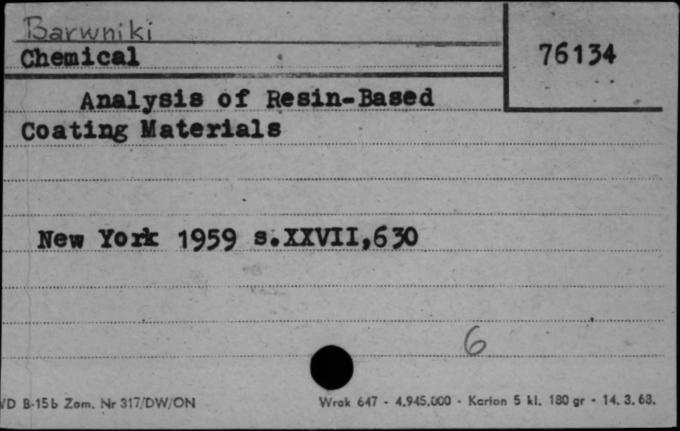 Barwniki
Chemical
76134
Analysis of Resin-Based
Coating Materials
New York 1959 s.XXVII,630
6
VD B-15b Zam. Nr 317/DW/ON
Wrak 647 - 4.945.000 - Karton 5 kl. 180 gr - 14.3.68.